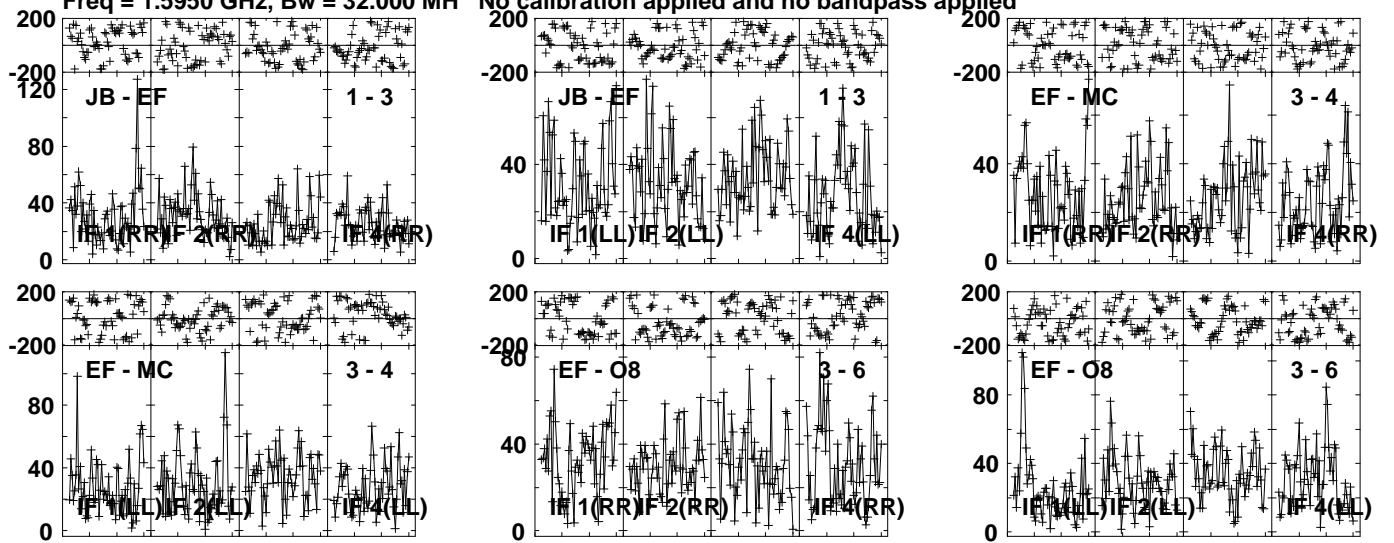 Freq = 1.5950 GHz, Bw = 32.000 MH No calibration applied and no bandpass applied
200
-200
120
80
40
0
JB - EF 1 - 3
IF 1(RR) IF 2(RR) IF 4(RR)
200
-200
40
0
JB - EF 1 - 3
IF 1(LL) IF 2(LL) IF 4(LL)
200
-200
40
0
EF - MC 3 - 4
IF 1(RR) IF 2(RR) IF 4(RR)
200
-200
80
40
0
EF - MC 3 - 4
IF 1(LL) IF 2(LL) IF 4(LL)
200
-200
80
40
0
EF - O8 3 - 6
IF 1(RR) IF 2(RR) IF 4(RR)
200
-200
80
40
0
EF - O8 3 - 6
IF 1(LL) IF 2(LL) IF 4(LL)